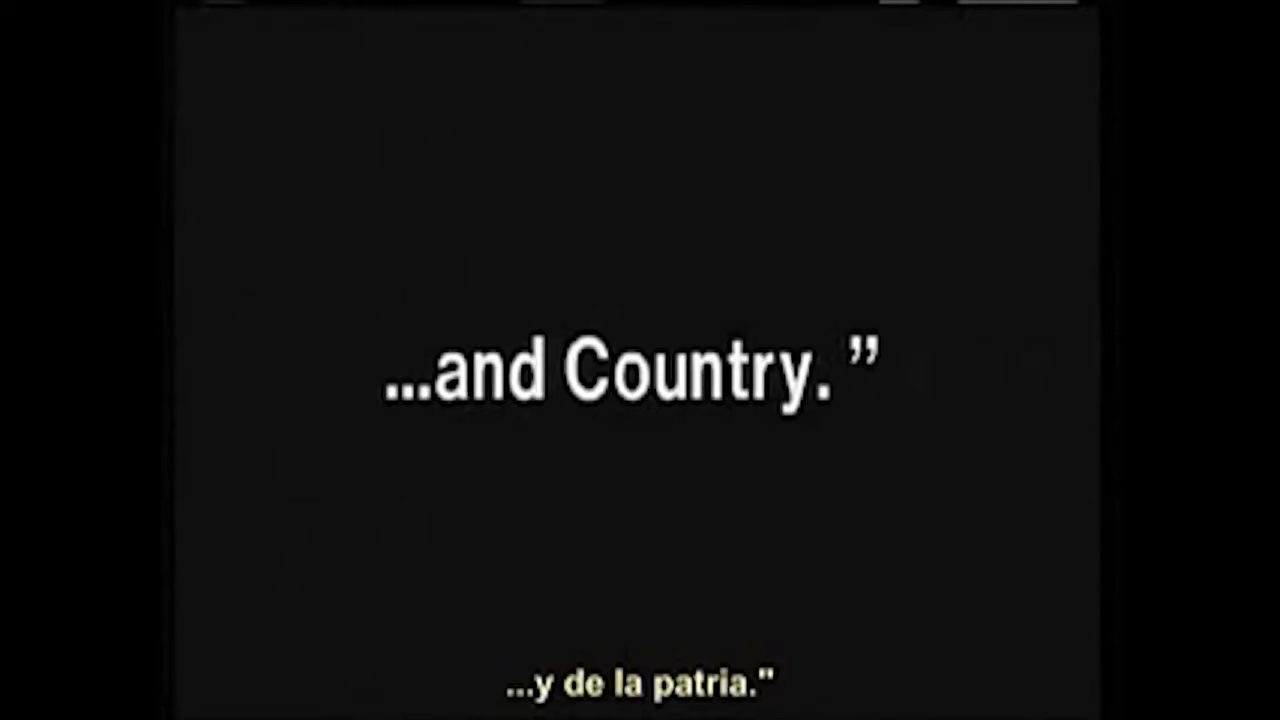 ...and Country.”
...y de la patria."